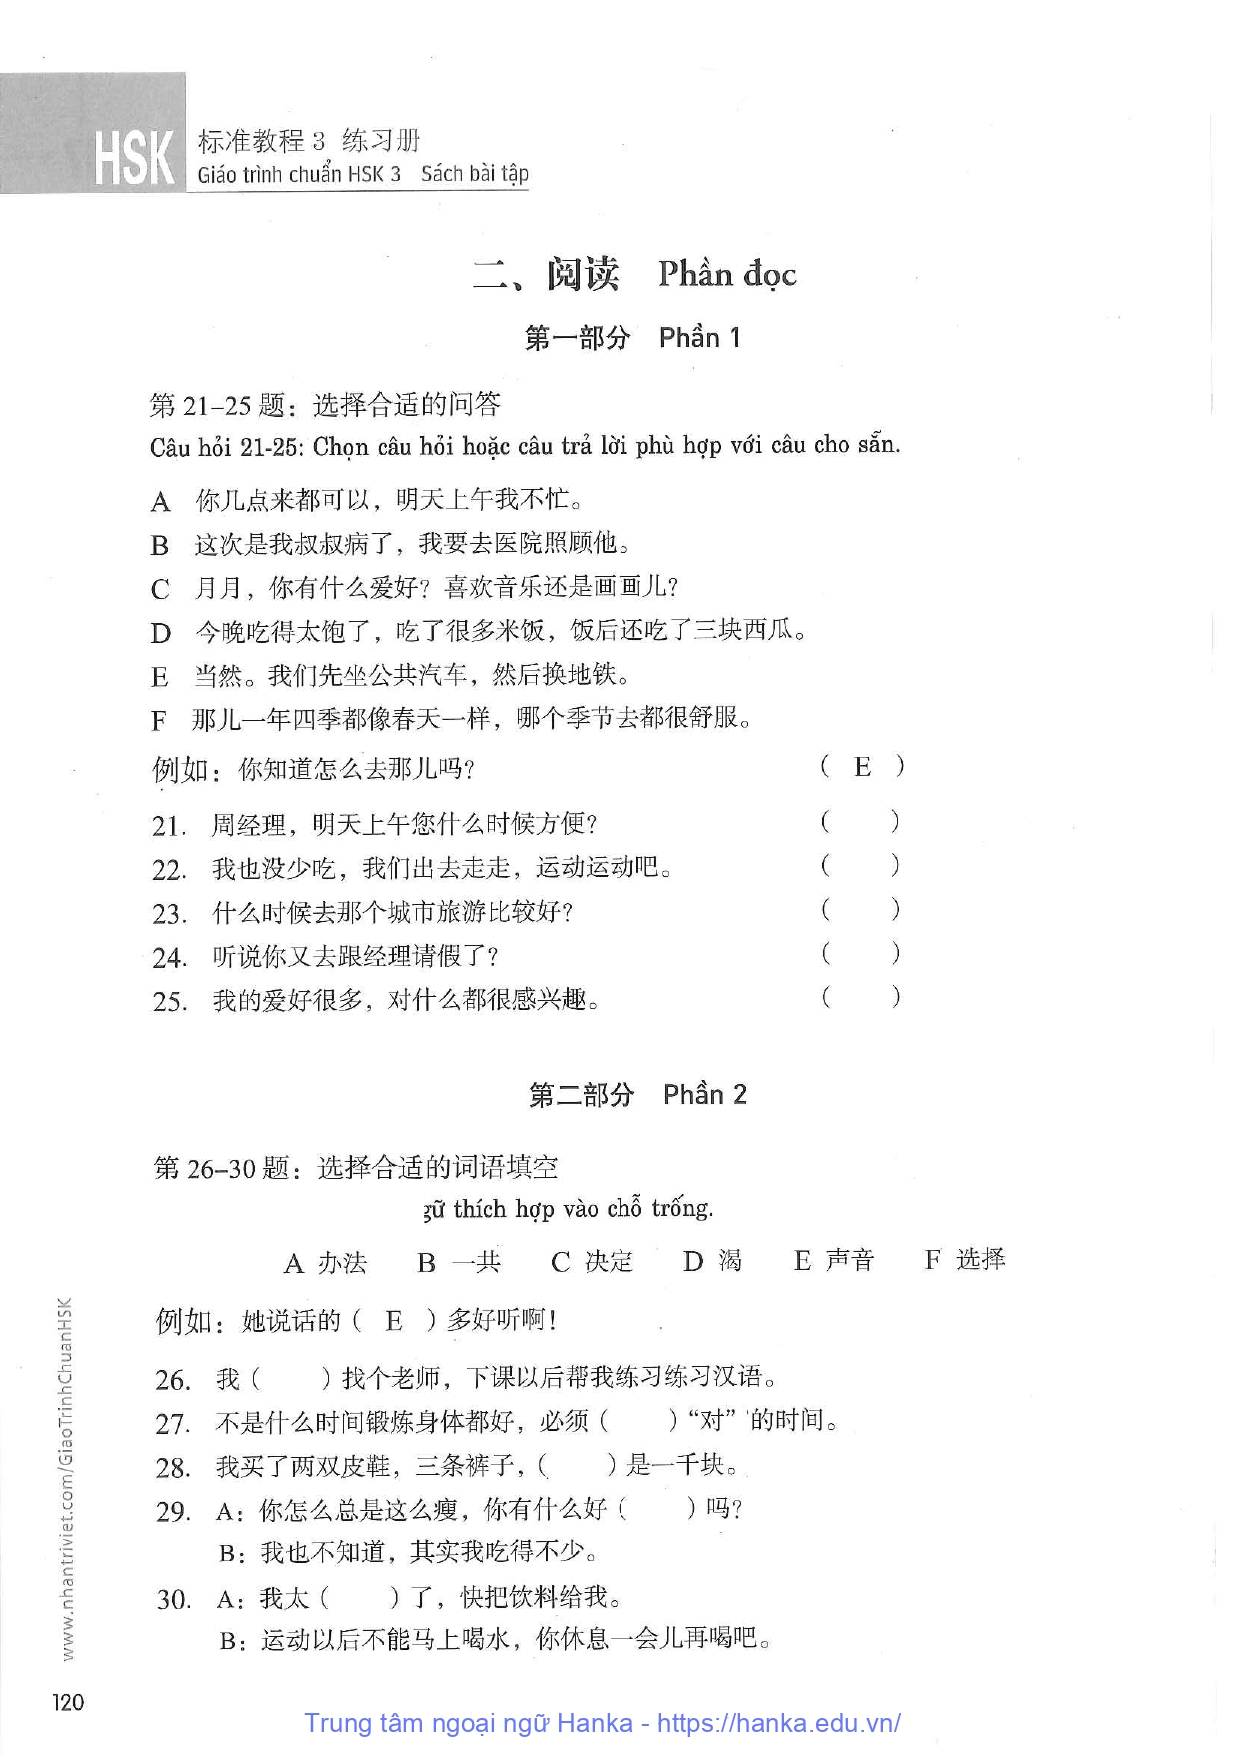 HSK
标准教程 3 练习册
Giáo trình chuẩn HSK 3 Sách bài tập
二、阅读 Phần đọc
第一部分 Phần 1
第 21–25 题：选择合适的问答
Câu hỏi 21-25: Chọn câu hỏi hoặc câu trả lời phù hợp với câu cho sẵn.
A 你几点来都可以，明天上午我不忙。
B 这次是我叔叔病了，我要去医院照顾他。
C 月月，你有什么爱好？喜欢音乐还是画画儿？
D 今晚吃得太饱了，吃了很多米饭，饭后还吃了三块西瓜。
E 当然。我们先坐公共汽车，然后换地铁。
F 那儿一年四季都像春天一样，哪个季节去都很舒服。
例如：你知道怎么去那儿吗？ （ E ）
21. 周经理，明天上午您什么时候方便？ （ ）
22. 我也没少吃，我们出去走走，运动运动吧。 （ ）
23. 什么时候去那个城市旅游比较好？ （ ）
24. 听说你又去跟经理请假了？ （ ）
25. 我的爱好很多，对什么都很感兴趣。 （ ）
第二部分 Phần 2
第 26–30 题：选择合适的词语填空
thích hợp vào chỗ trống.
A 办法 B 一共 C 决定 D 渴 E 声音 F 选择
例如：她说话的（ E ）多好听啊！
26. 我（ ）找个老师，下课以后帮我练习练习汉语。
27. 不是什么时间锻炼身体都好，必须（ ）“对”的时间。
28. 我买了两双皮鞋，三条裤子，（ ）是一千块。
29. A：你怎么总是这么瘦，你有什么好（ ）吗？
B：我也不知道，其实我吃得不少。
30. A：我太（ ）了，快把饮料给我。
B：运动以后不能马上喝水，你休息一会儿再喝吧。
www.nhantriviet.com/GiaoTrinhChuanHSK
120
Trung tâm ngoại ngữ Hanka - https://hanka.edu.vn/